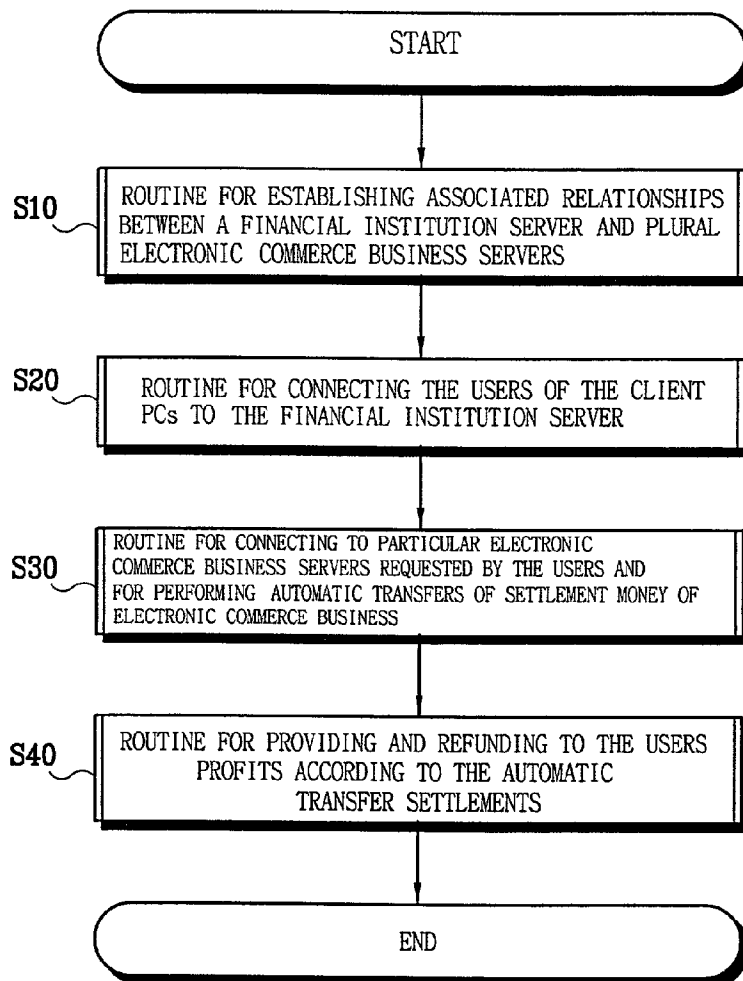 START
S10
ROUTINE FOR ESTABLISHING ASSOCIATED RELATIONSHIPS
BETWEEN A FINANCIAL INSTITUTION SERVER AND PLURAL
ELECTRONIC COMMERCE BUSINESS SERVERS
S20
ROUTINE FOR CONNECTING THE USERS OF THE CLIENT
PCs TO THE FINANCIAL INSTITUTION SERVER
S30
ROUTINE FOR CONNECTING TO PARTICULAR ELECTRONIC
COMMERCE BUSINESS SERVERS REQUESTED BY THE USERS AND
FOR PERFORMING AUTOMATIC TRANSFERS OF SETTLEMENT MONEY OF
ELECTRONIC COMMERCE BUSINESS
S40
ROUTINE FOR PROVIDING AND REFUNDING TO THE USERS
PROFITS ACCORDING TO THE AUTOMATIC
TRANSFER SETTLEMENTS
END